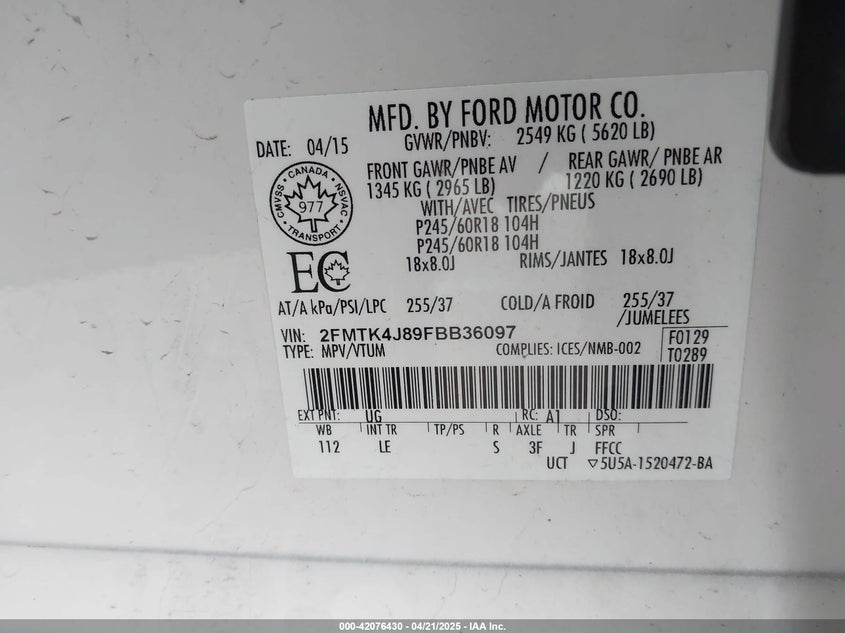 MFD. BY FORD MOTOR CO.
DATE: 04/15 GVWR/PNBV: 2549 KG ( 5620 LB)
FRONT GAWR/PNBE AV / REAR GAWR/ PNBE AR
1345 KG ( 2965 LB) 1220 KG ( 2690 LB)
WITH/AVEC TIRES/PNEUS
P245/60R18 104H
P245/60R18 104H
18x8.0J RIMS/JANTES 18x8.0J
CANADA
CMVSS NSVAC
977
TRANSPORT
EC
AT/A kPa/PSI/LPC 255/37 COLD/A FROID 255/37
/JUMELEES
VIN: 2FMTK4J89FBB36097 F0129
TYPE: MPV/VTUM COMPLIES: ICES/NMB-002 T0289
EXT PNT: UG RC: A1 DSO:
WB INT TR TP/PS R AXLE TR SPR
112 LE S 3F J FFCC
UCT ▽5U5A-1520472-BA
000-42076430 - 04/21/2025 - IAA Inc.